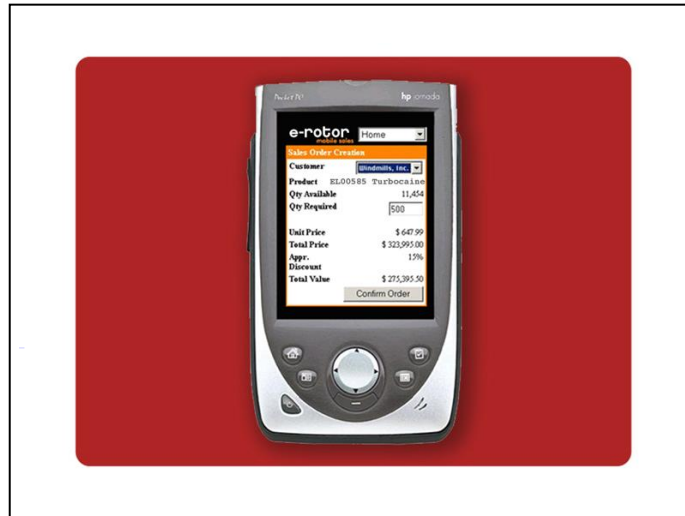 hp
e-rotor
mobile sales
Home
Sales Order Creation
Customer Windmills, Inc.
Product EL00585 Turbocaine
Qty Available 11,454
Qty Required 500
Unit Price $ 647.99
Total Price $ 323,995.00
Appr. 15%
Discount
Total Value $ 275,395.50
Confirm Order